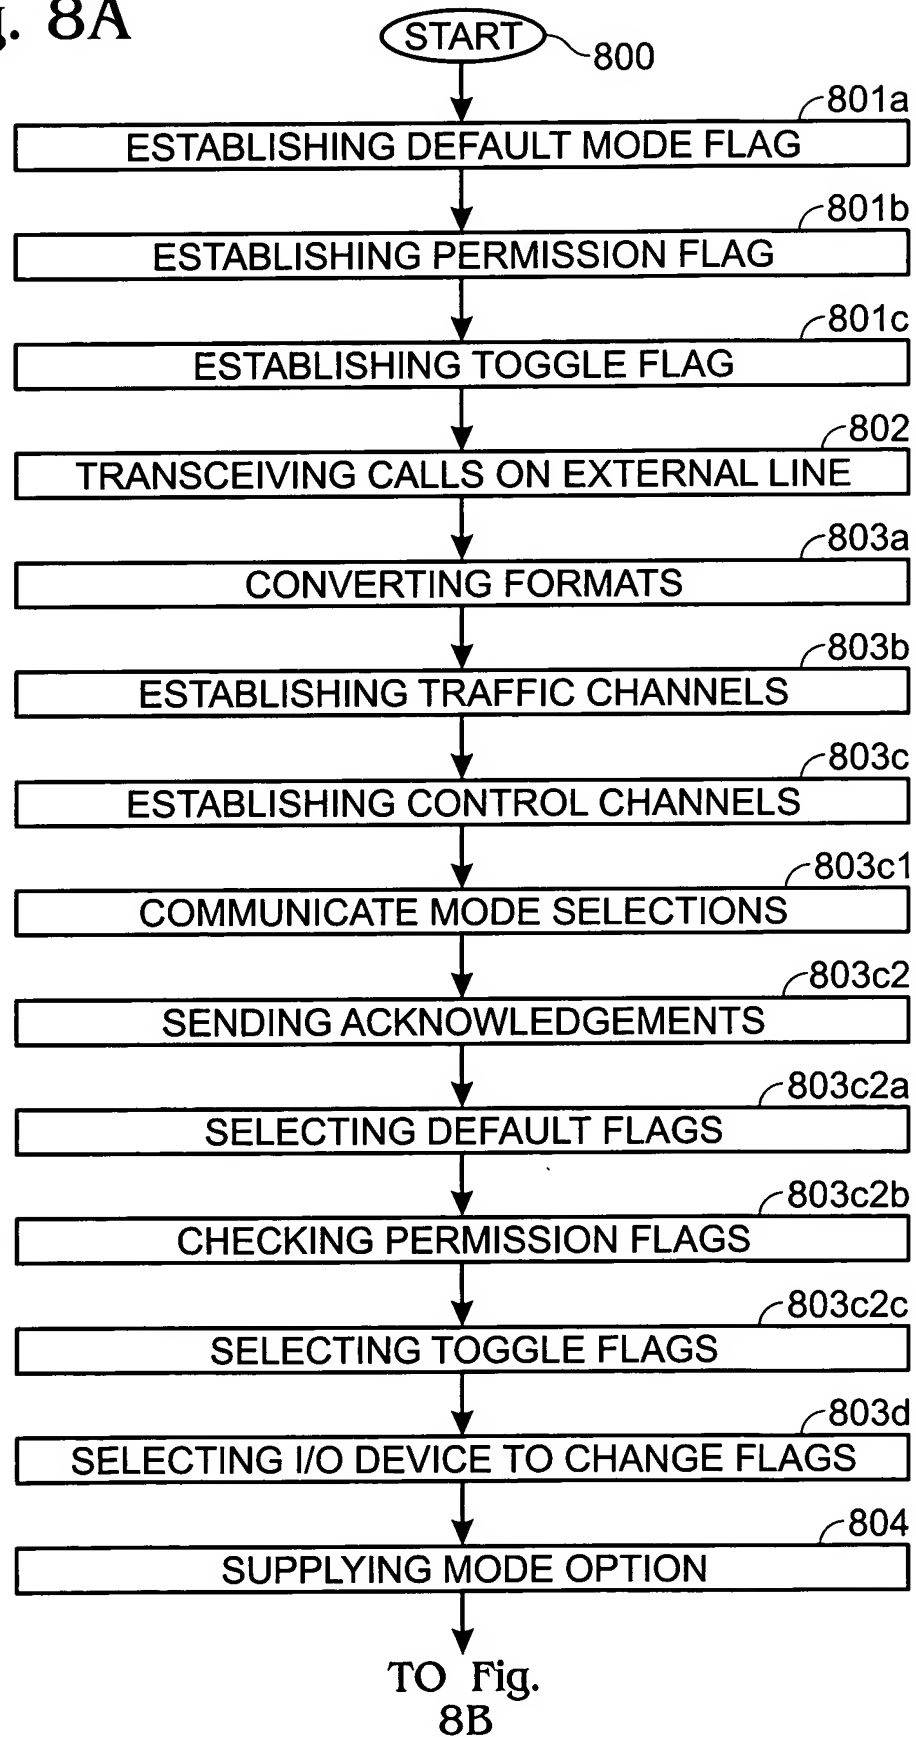 . 8A
START
800
801a
ESTABLISHING DEFAULT MODE FLAG
801b
ESTABLISHING PERMISSION FLAG
801c
ESTABLISHING TOGGLE FLAG
802
TRANSCEIVING CALLS ON EXTERNAL LINE
803a
CONVERTING FORMATS
803b
ESTABLISHING TRAFFIC CHANNELS
803c
ESTABLISHING CONTROL CHANNELS
803c1
COMMUNICATE MODE SELECTIONS
803c2
SENDING ACKNOWLEDGEMENTS
803c2a
SELECTING DEFAULT FLAGS
803c2b
CHECKING PERMISSION FLAGS
803c2c
SELECTING TOGGLE FLAGS
803d
SELECTING I/O DEVICE TO CHANGE FLAGS
804
SUPPLYING MODE OPTION
TO Fig.
8B